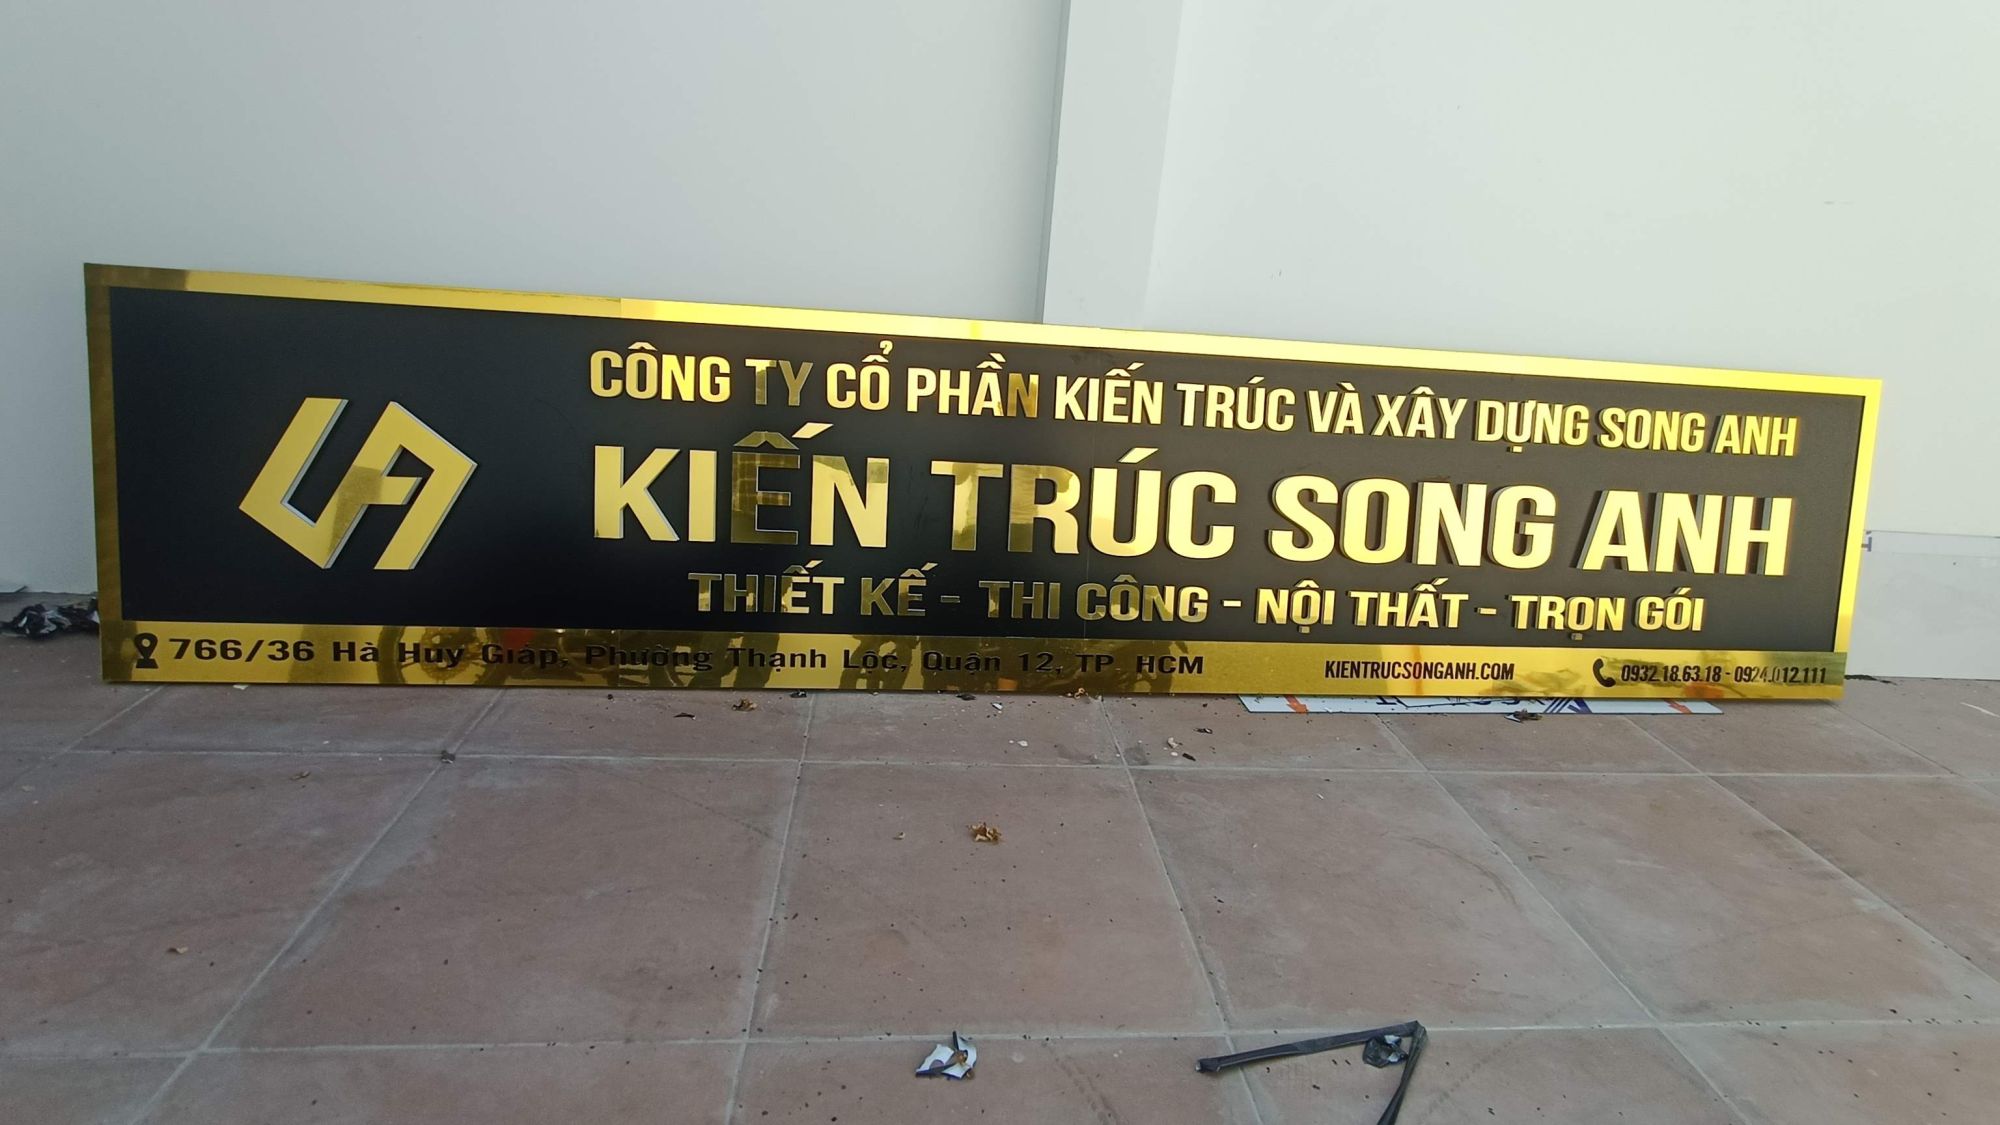 CÔNG TY CỔ PHẦN KIẾN TRÚC VÀ XÂY DỰNG SONG ANH
KIẾN TRÚC SONG ANH
THIẾT KẾ - THI CÔNG - NỘI THẤT - TRỌN GÓI
766/36 Hà Huy Giáp, Phường Thạnh Lộc, Quận 12, TP. HCM
KIENTRUCSONGANH.COM
0932.18.63.18 - 0924.012.111